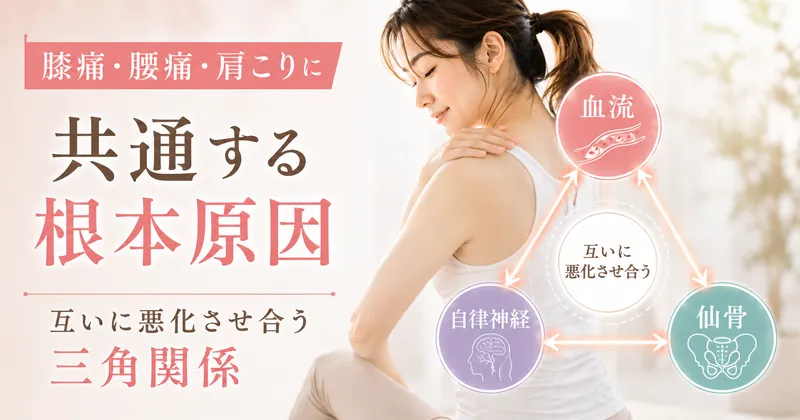 膝痛・腰痛・肩こりに
共通する
根本原因
互いに悪化させ合う
三角関係
血流
互いに
悪化させ合う
自律神経
仙骨